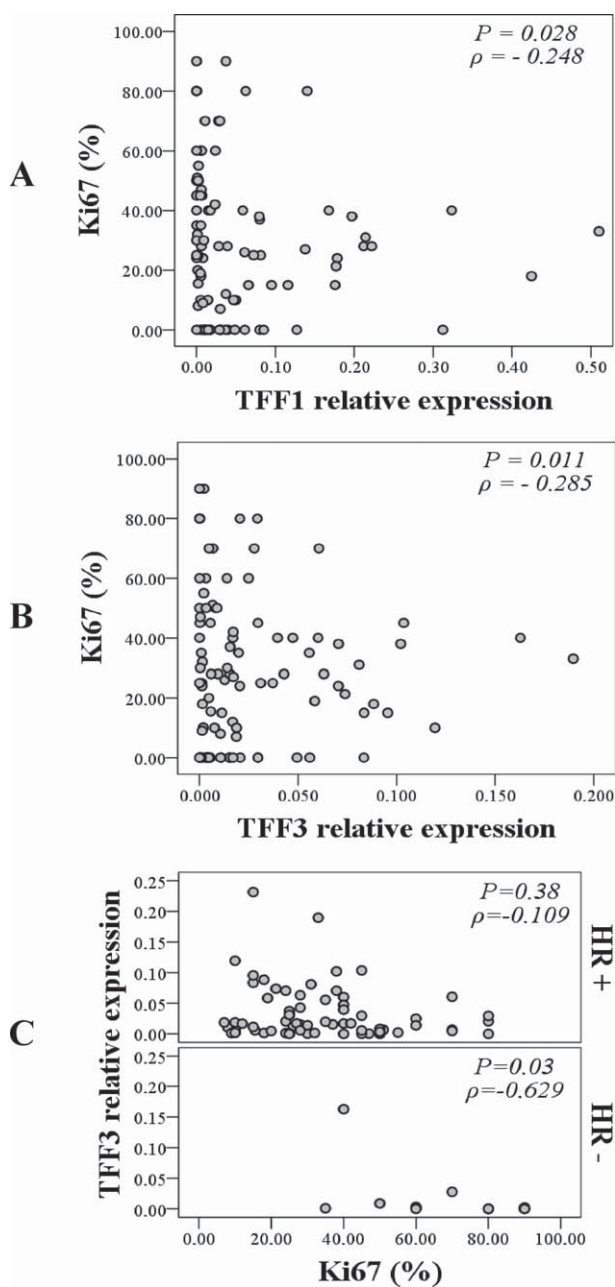 A
P = 0.028
ρ = - 0.248
Ki67 (%)
100.00
80.00
60.00
40.00
20.00
0.00
0.00 0.10 0.20 0.30 0.40 0.50
TFF1 relative expression
B
P = 0.011
ρ = - 0.285
Ki67 (%)
100.00
80.00
60.00
40.00
20.00
0.00
0.000 0.050 0.100 0.150 0.200
TFF3 relative expression
C
TFF3 relative expression
0.25
0.20
0.15
0.10
0.05
0.00
P=0.38
ρ=-0.109
HR +
0.25
0.20
0.15
0.10
0.05
0.00
P=0.03
ρ=-0.629
HR -
0.00 20.00 40.00 60.00 80.00 100.00
Ki67 (%)